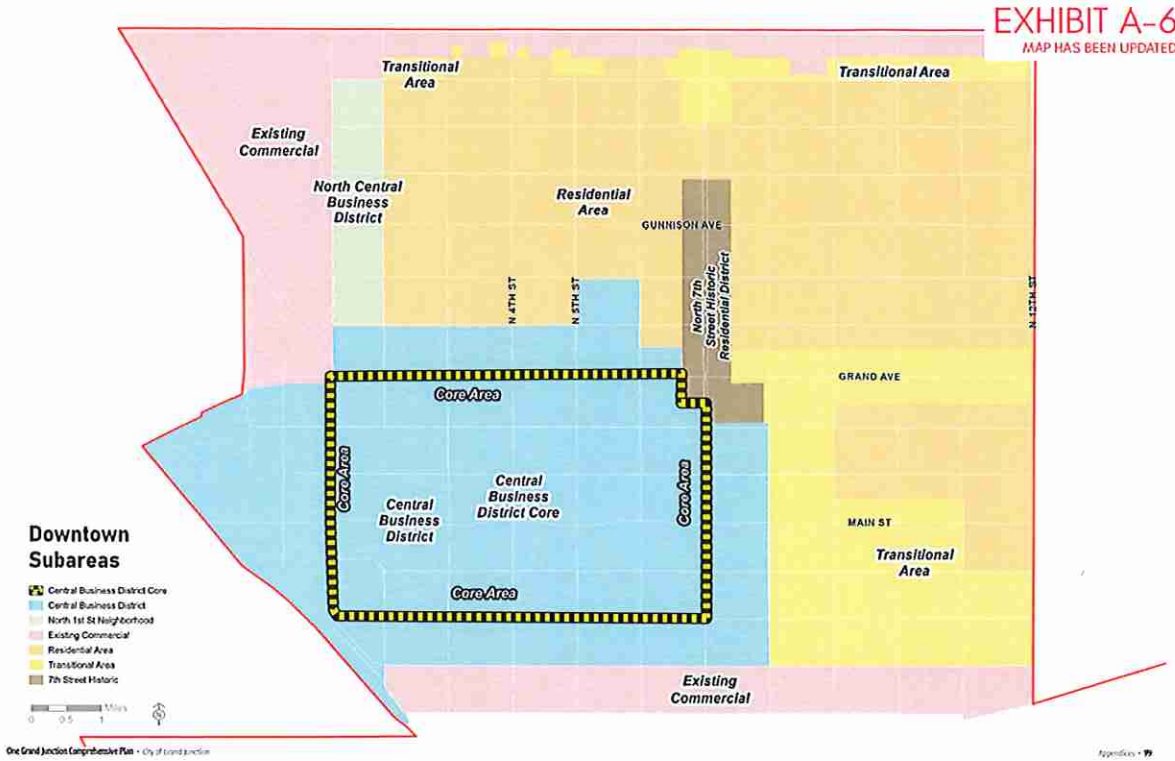 EXHIBIT A-6
MAP HAS BEEN UPDATED
Transitional
Area
Transitional Area
Existing
Commercial
North Central
Business
District
Residential
Area
GUNNISON AVE
North 7th
Street Historic
Residential District
N 4TH ST
N 5TH ST
N 12TH ST
GRAND AVE
Core Area
Core Area
Central
Business
District Core
Core Area
Central
Business
District
MAIN ST
Transitional
Area
Core Area
Existing
Commercial
Downtown
Subareas
Central Business District Core
Central Business District
North 1st St Neighborhood
Existing Commercial
Residential Area
Transitional Area
7th Street Historic
Miles
0 0.5 1
One Grand Junction Comprehensive Plan • City of Grand Junction
Appendices • 99